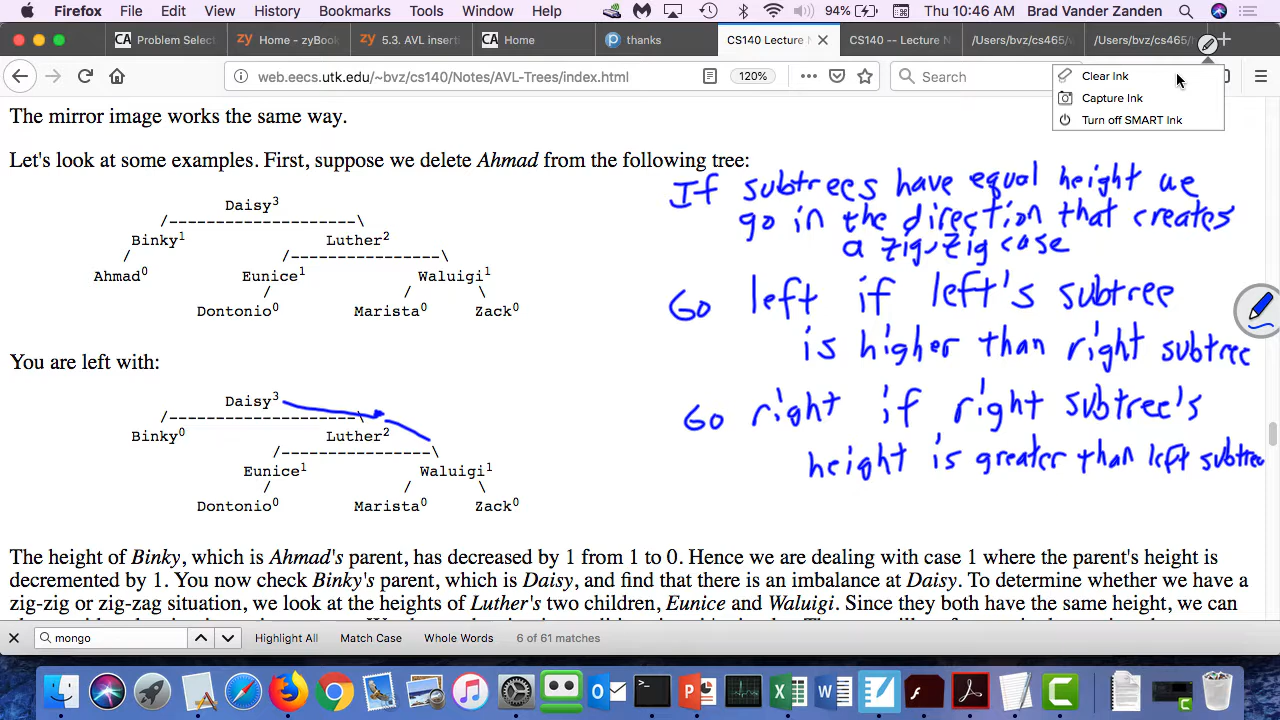 Firefox File Edit View History Bookmarks Tools Window Help 94% Thu 10:46 AM Brad Vander Zanden
CA Problem Selec zy Home - zyBook zy 5.3. AVL inserti CA Home thanks CS140 Lecture N CS140 -- Lecture N /Users/bvz/cs465/ /Users/bvz/cs465/
web.eecs.utk.edu/~bvz/cs140/Notes/AVL-Trees/index.html 120% Search
Clear Ink
Capture Ink
Turn off SMART Ink
The mirror image works the same way.
Let's look at some examples. First, suppose we delete Ahmad from the following tree:
Daisy3
/--------------------\
Binky1 Luther2
/ /----------------\
Ahmad0 Eunice1 Waluigi1
/ / \
Dontonio0 Marista0 Zack0
If subtrees have equal height we
go in the direction that creates
a zig-zig case
Go left if left's subtree
is higher than right subtree
Go right if right subtree's
height is greater than left subtree
You are left with:
Daisy3
/--------------------\
Binky0 Luther2
/----------------\
Eunice1 Waluigi1
/ / \
Dontonio0 Marista0 Zack0
The height of Binky, which is Ahmad's parent, has decreased by 1 from 1 to 0. Hence we are dealing with case 1 where the parent's height is
decremented by 1. You now check Binky's parent, which is Daisy, and find that there is an imbalance at Daisy. To determine whether we have a
zig-zig or zig-zag situation, we look at the heights of Luther's two children, Eunice and Waluigi. Since they both have the same height, we can
mongo Highlight All Match Case Whole Words 6 of 61 matches